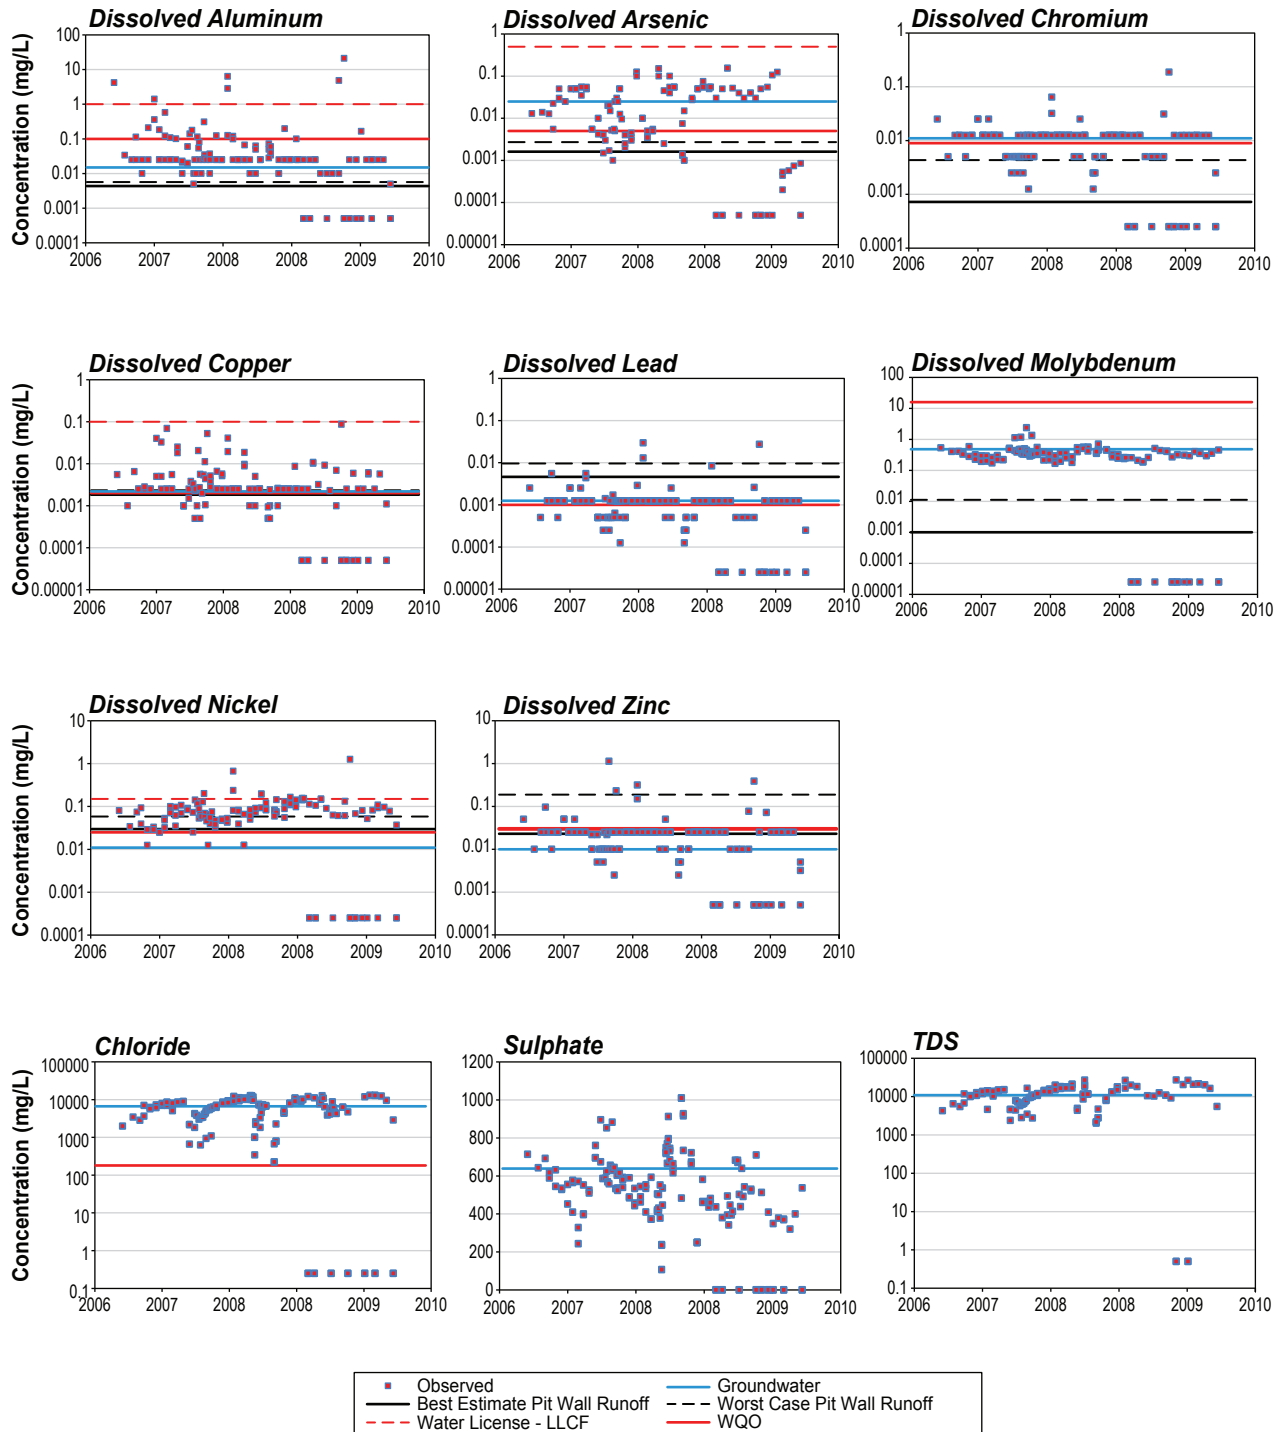 Dissolved Aluminum
Dissolved Arsenic
Dissolved Chromium
Concentration (mg/L)
100
10
1
0.1
0.01
0.001
0.0001
2006 2007 2008 2008 2009 2010
1
0.1
0.01
0.001
0.0001
0.00001
2006 2007 2008 2008 2009 2010
1
0.1
0.01
0.001
0.0001
2006 2007 2008 2008 2009 2010
Dissolved Copper
Dissolved Lead
Dissolved Molybdenum
Concentration (mg/L)
1
0.1
0.01
0.001
0.0001
0.00001
2006 2007 2008 2008 2009 2010
1
0.1
0.01
0.001
0.0001
0.00001
2006 2007 2008 2008 2009 2010
100
10
1
0.1
0.01
0.001
0.0001
0.00001
2006 2007 2008 2008 2009 2010
Dissolved Nickel
Dissolved Zinc
Concentration (mg/L)
10
1
0.1
0.01
0.001
0.0001
2006 2007 2008 2008 2009 2010
10
1
0.1
0.01
0.001
0.0001
2006 2007 2008 2008 2009 2010
Chloride
Sulphate
TDS
Concentration (mg/L)
100000
10000
1000
100
10
1
0.1
2006 2007 2008 2008 2009 2010
1200
1000
800
600
400
200
0
2006 2007 2008 2008 2009 2010
100000
10000
1000
100
10
1
0.1
2006 2007 2008 2008 2009 2010
Observed
Groundwater
Best Estimate Pit Wall Runoff
Worst Case Pit Wall Runoff
Water License - LLCF
WQO